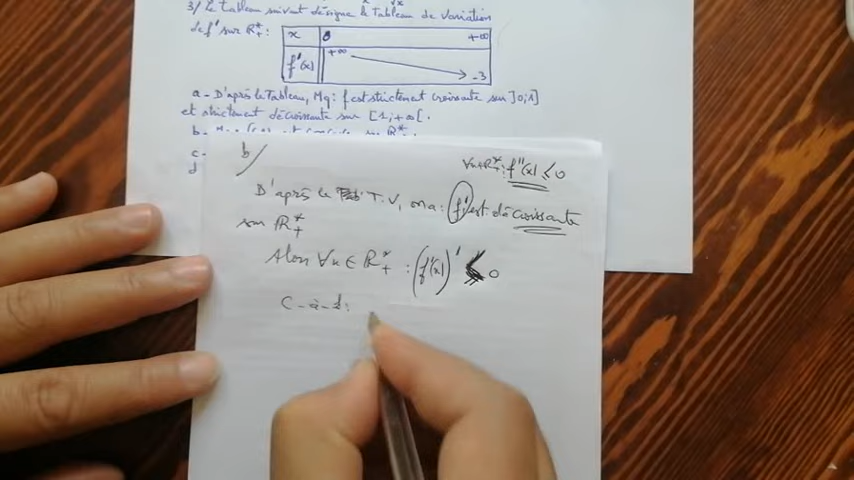 3/ Le tableau suivant désigne le Tableau de variation
de f' sur ℝ*₊ :
x 0 +∞
f'(x) +∞ -3
a - D'après le Tableau, Mq : f est strictement croissante sur ]0;1]
et strictement décroissante sur [1;+∞[.
b- sur ℝ*₊.
c-
d
b/
∀x∈ℝ*₊ : f''(x) ≤ 0
D'après le T.V, on a : f' est décroissante
sur ℝ*₊
Alors ∀x ∈ ℝ*₊ : (f'(x))' ≤ 0
C-à-d :